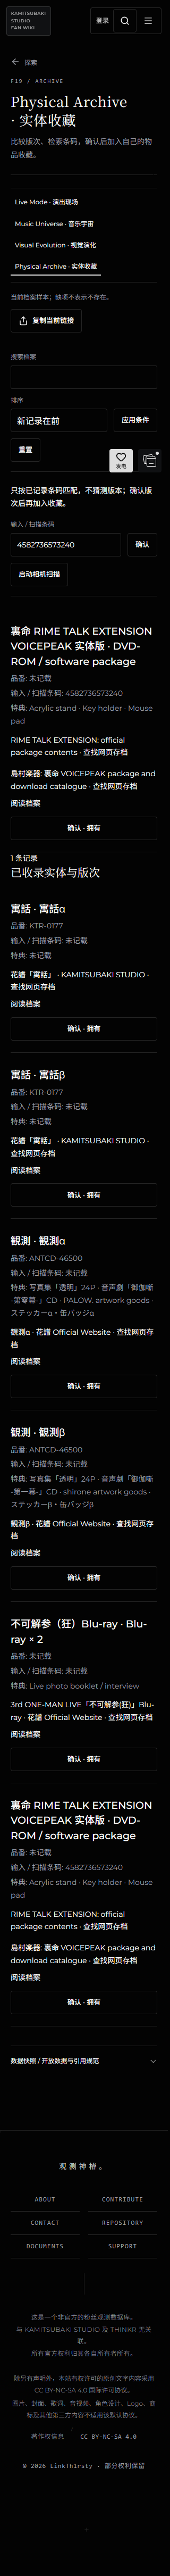 KAMITSUBAKI
STUDIO
FAN WIKI
登录
← 探索
F19 / ARCHIVE
Physical Archive
· 实体收藏
比较版次、检索条码，确认后加入自己的物
品收藏。
Live Mode · 演出现场
Music Universe · 音乐宇宙
Visual Evolution · 视觉演化
Physical Archive · 实体收藏
当前档案样本；缺项不表示不存在。
复制当前链接
搜索档案
排序
新记录在前
应用条件
重置
发电
只按已记录条码匹配，不猜测版本；确认版
次后再加入收藏。
输入 / 扫描条码
4582736573240
确认
启动相机扫描
裏命 RIME TALK EXTENSION
VOICEPEAK 实体版 · DVD-
ROM / software package
品番: 未记载
输入 / 扫描条码: 4582736573240
特典: Acrylic stand · Key holder · Mouse
pad
RIME TALK EXTENSION: official
package contents · 查找网页存档
島村楽器: 裏命 VOICEPEAK package and
download catalogue · 查找网页存档
阅读档案
确认 · 拥有
1 条记录
已收录实体与版次
寓話 · 寓話α
品番: KTR-0177
输入 / 扫描条码: 未记载
特典: 未记载
花譜「寓話」 · KAMITSUBAKI STUDIO ·
查找网页存档
阅读档案
确认 · 拥有
寓話 · 寓話β
品番: KTR-0177
输入 / 扫描条码: 未记载
特典: 未记载
花譜「寓話」 · KAMITSUBAKI STUDIO ·
查找网页存档
阅读档案
确认 · 拥有
観測 · 観測α
品番: ANTCD-46500
输入 / 扫描条码: 未记载
特典: 写真集「透明」24P · 音声劇「御伽噺
-第零幕-」CD · PALOW. artwork goods ·
ステッカーα・缶バッジα
観測α · 花譜 Official Website · 查找网页存
档
阅读档案
确认 · 拥有
観測 · 観測β
品番: ANTCD-46500
输入 / 扫描条码: 未记载
特典: 写真集「透明」24P · 音声劇「御伽噺
-第一幕-」CD · shirone artwork goods ·
ステッカーβ・缶バッジβ
観測β · 花譜 Official Website · 查找网页存
档
阅读档案
确认 · 拥有
不可解参（狂）Blu-ray · Blu-
ray × 2
品番: 未记载
输入 / 扫描条码: 未记载
特典: Live photo booklet / interview
3rd ONE-MAN LIVE「不可解参(狂)」Blu-
ray · 花譜 Official Website · 查找网页存档
阅读档案
确认 · 拥有
裏命 RIME TALK EXTENSION
VOICEPEAK 实体版 · DVD-
ROM / software package
品番: 未记载
输入 / 扫描条码: 4582736573240
特典: Acrylic stand · Key holder · Mouse
pad
RIME TALK EXTENSION: official
package contents · 查找网页存档
島村楽器: 裏命 VOICEPEAK package and
download catalogue · 查找网页存档
阅读档案
确认 · 拥有
数据快照 / 开放数据与引用规范
观测神椿。
ABOUT
CONTRIBUTE
CONTACT
REPOSITORY
DOCUMENTS
SUPPORT
这是一个非官方的粉丝观测数据库。
与 KAMITSUBAKI STUDIO 及 THINKR 无关
联。
所有官方权利归其各自所有者所有。
除另有声明外，本站有权许可的原创文字内容采用
CC BY-NC-SA 4.0 国际许可协议。
图片、封面、歌词、音视频、角色设计、Logo、商
标及其他第三方内容不适用该默认协议。
著作权信息 / CC BY-NC-SA 4.0
© 2026 LinkTh1rsty · 部分权利保留